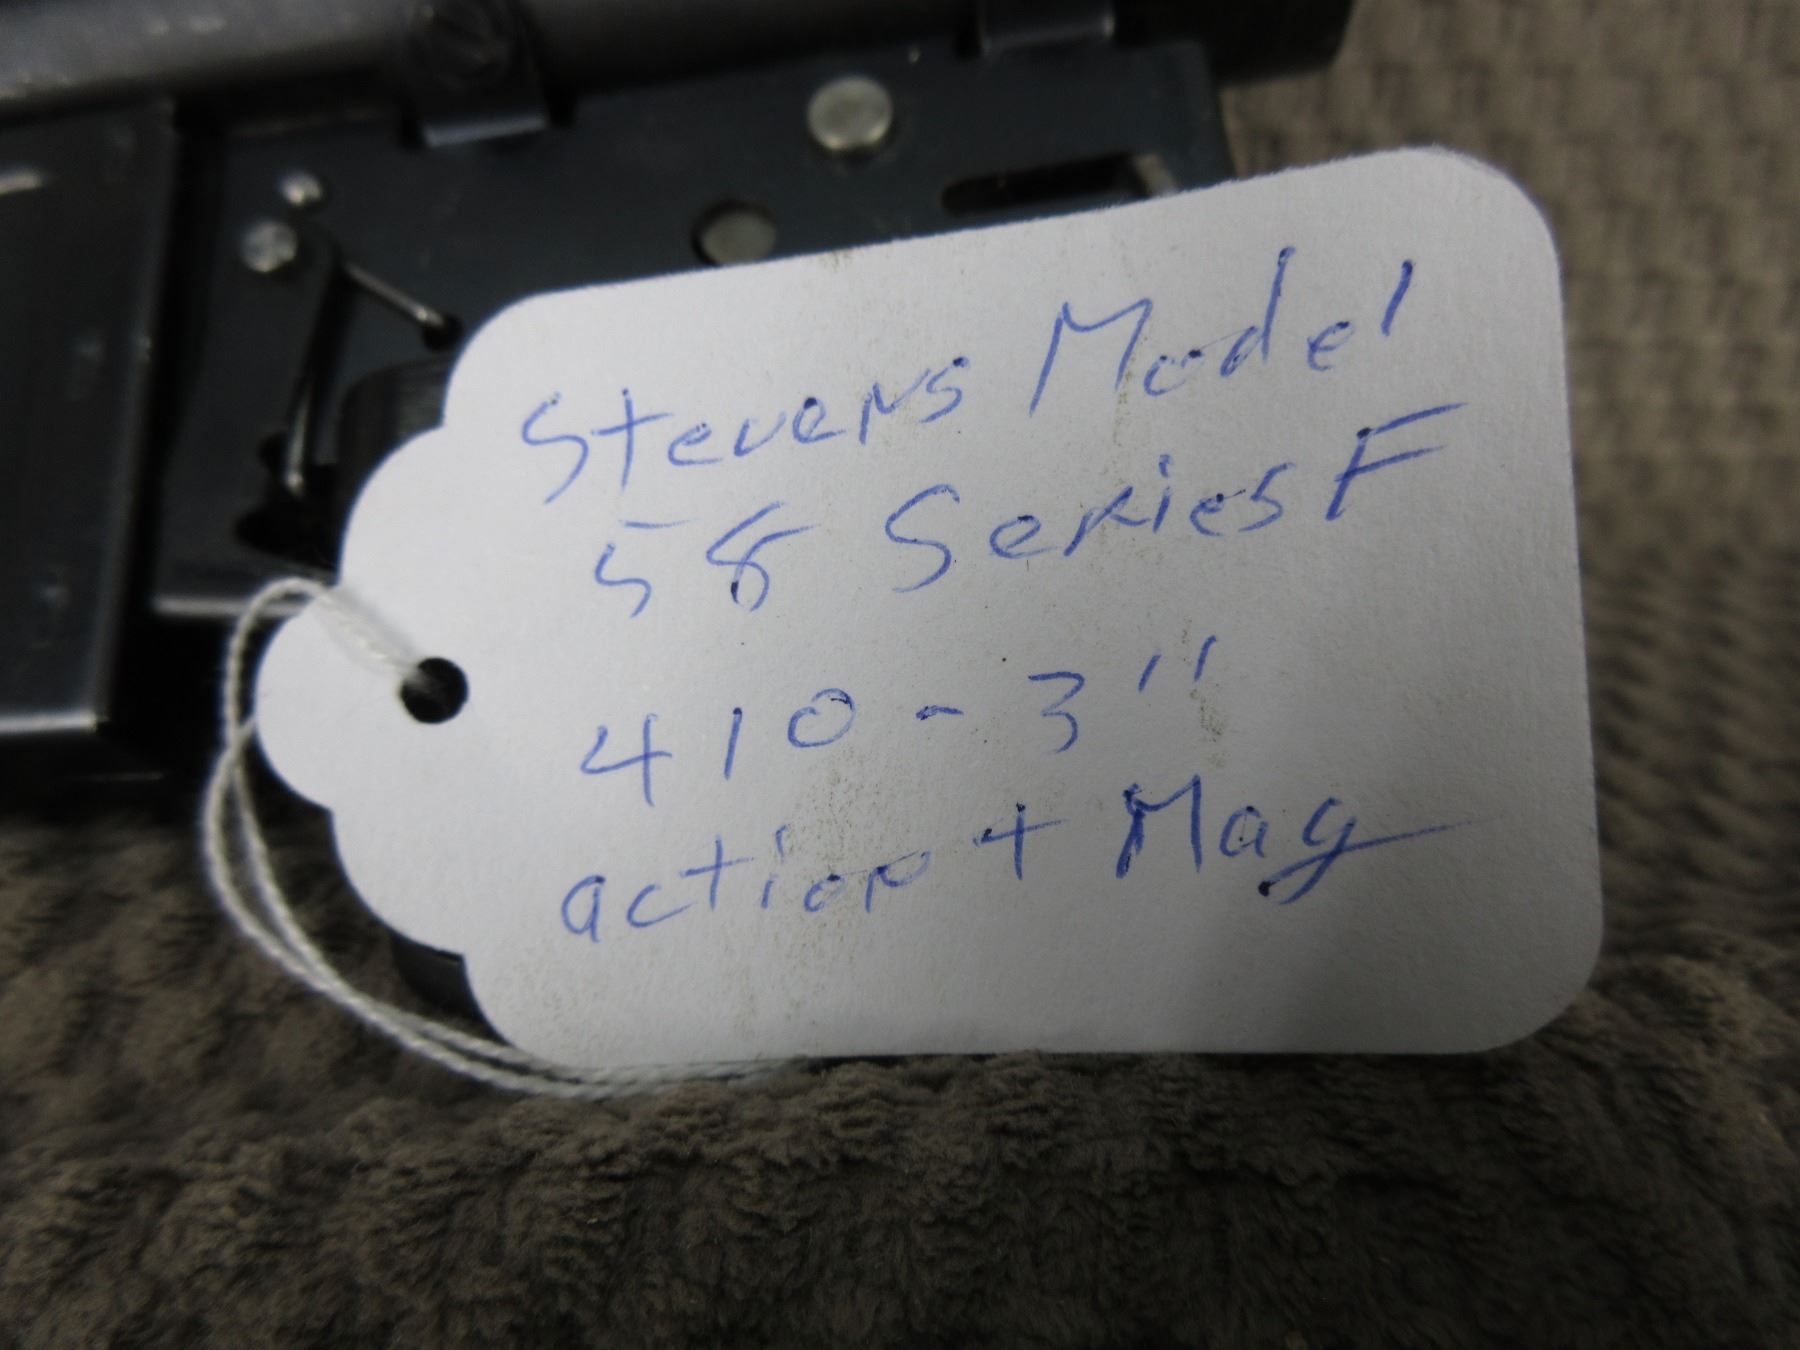 Stevens Model
58 Series F
410 - 3"
action + Mag